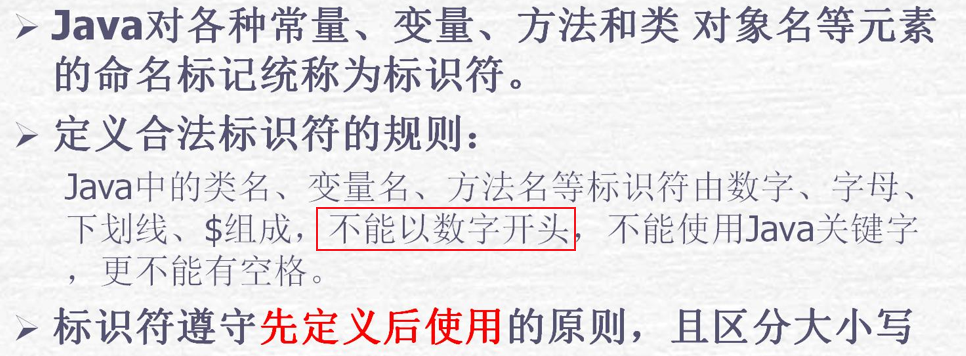 Java对各种常量、变量、方法和类 对象名等元素
的命名标记统称为标识符。
定义合法标识符的规则：
Java中的类名、变量名、方法名等标识符由数字、字母、
下划线、$组成，不能以数字开头，不能使用Java关键字
，更不能有空格。
标识符遵守先定义后使用的原则，且区分大小写